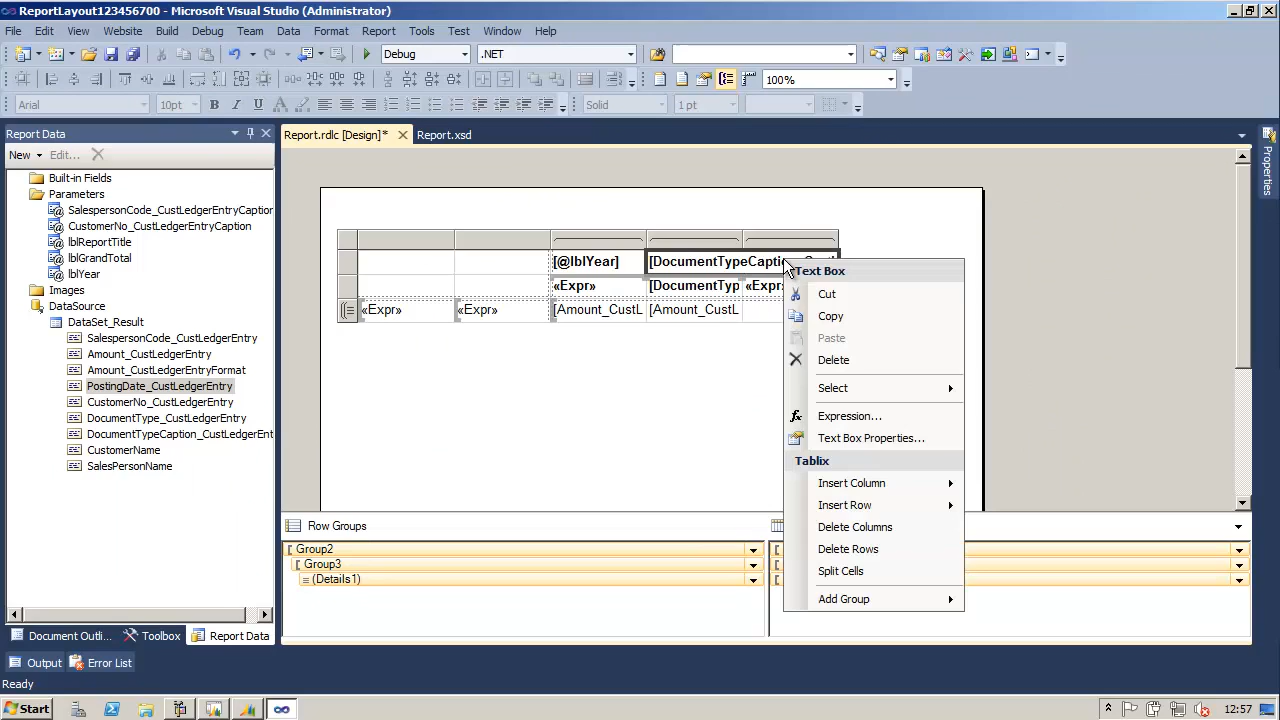 ReportLayout123456700 - Microsoft Visual Studio (Administrator)
File Edit View Website Build Debug Team Data Format Report Tools Test Window Help
Debug .NET
100%
Arial 10pt Solid 1 pt
Report Data
Report.rdlc [Design]* Report.xsd
New Edit...
Built-in Fields
Parameters
SalespersonCode_CustLedgerEntryCaption
CustomerNo_CustLedgerEntryCaption
lblReportTitle
lblGrandTotal
lblYear
Images
DataSource
DataSet_Result
SalespersonCode_CustLedgerEntry
Amount_CustLedgerEntry
Amount_CustLedgerEntryFormat
PostingDate_CustLedgerEntry
CustomerNo_CustLedgerEntry
DocumentType_CustLedgerEntry
DocumentTypeCaption_CustLedgerEnt
CustomerName
SalesPersonName
[@lblYear] [DocumentTypeCaptio
«Expr» [DocumentTyp «Expr
«Expr» «Expr» [Amount_CustL [Amount_CustL
Text Box
Cut
Copy
Paste
Delete
Select
Expression...
Text Box Properties...
Tablix
Insert Column
Insert Row
Delete Columns
Delete Rows
Split Cells
Add Group
Row Groups
Group2
Group3
(Details1)
Properties
Document Outli... Toolbox Report Data
Output Error List
Ready
Start 12:57